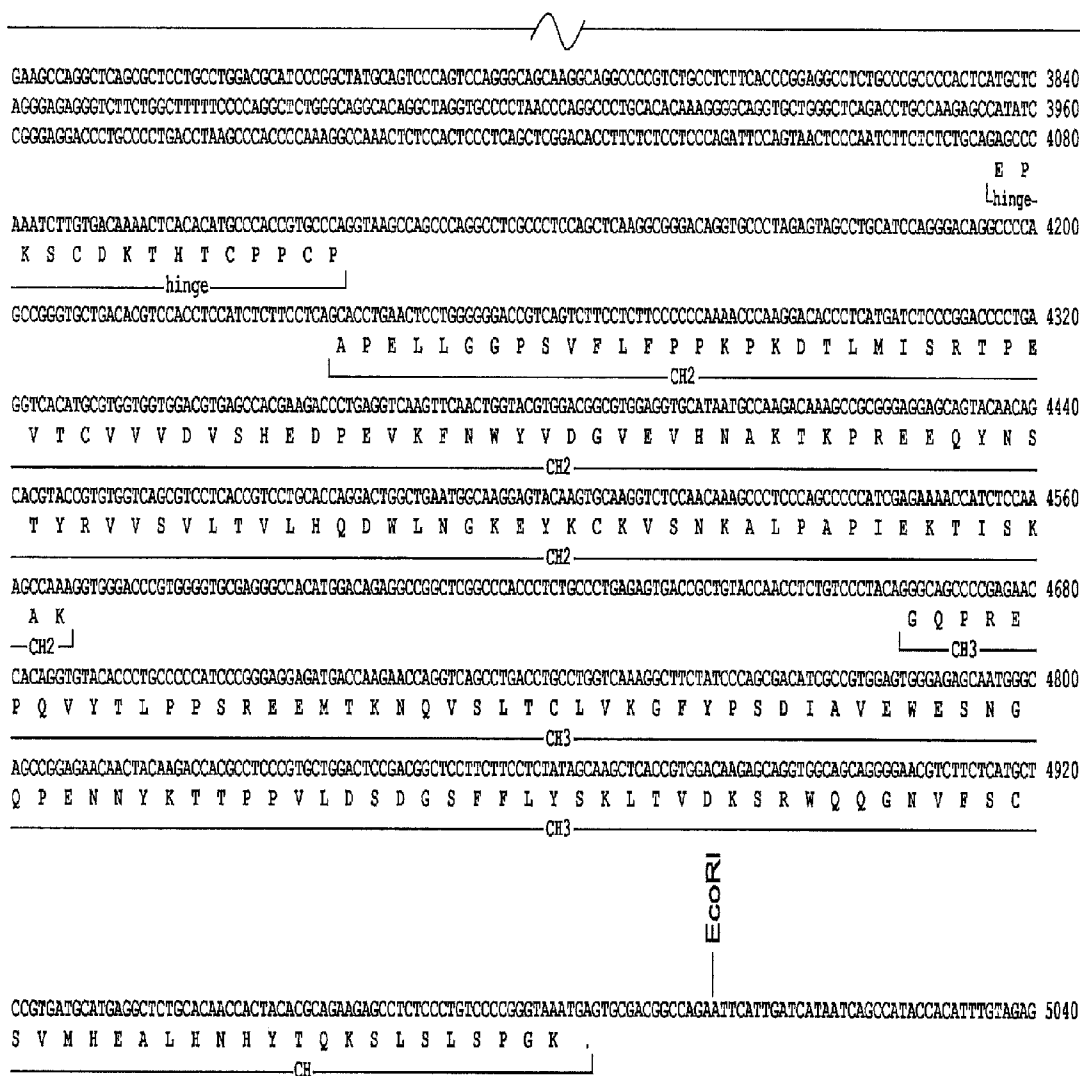 GAAGCCAGGCTCAGCGCTCCTGCCTGGACGCATCCCGGCTATGCAGTCCCAGTCCAGGGCAGCAAGGCAGGCCCCGTCTGCCTCTTCACCCGGAGGCCTCTGCCCGCCCCACTCATGCTC 3840
AGGGAGAGGGTCTTCTGGCTTTTTCCCCAGGCTCTGGGCAGGCACAGGCTAGGTGCCCCTAACCCAGGCCCTGCACACAAAGGGGCAGGTGCTGGGCTCAGACCTGCCAAGAGCCATATC 3960
CGGGAGGACCCTGCCCCTGACCTAAGCCCACCCCAAAGGCCAAACTCTCCACTCCCTCAGCTCGGACACCTTCTCTCCTCCCAGATTCCAGTAACTCCCAATCTTCTCTCTGCAGAGCCC 4080
E P
hinge
AAATCTTGTGACAAAACTCACACATGCCCACCGTGCCCAGGTAAGCCAGCCCAGGCCTCGCCCTCCAGCTCAAGGCGGGACAGGTGCCCTAGAGTAGCCTGCATCCAGGGACAGGCCCCA 4200
K S C D K T H T C P P C P
hinge
GCCGGGTGCTGACACGTCCACCTCCATCTCTTCCTCAGCACCTGAACTCCTGGGGGGACCGTCAGTCTTCCTCTTCCCCCCAAAACCCAAGGACACCCTCATGATCTCCCGGACCCCTGA 4320
A P E L L G G P S V F L F P P K P K D T L M I S R T P E
CH2
GGTCACATGCGTGGTGGTGGACGTGAGCCACGAAGACCCTGAGGTCAAGTTCAACTGGTACGTGGACGGCGTGGAGGTGCATAATGCCAAGACAAAGCCGCGGGAGGAGCAGTACAACAG 4440
V T C V V V D V S H E D P E V K F N W Y V D G V E V H N A K T K P R E E Q Y N S
CH2
CACGTACCGTGTGGTCAGCGTCCTCACCGTCCTGCACCAGGACTGGCTGAATGGCAAGGAGTACAAGTGCAAGGTCTCCAACAAAGCCCTCCCAGCCCCCATCGAGAAAACCATCTCCAA 4560
T Y R V V S V L T V L H Q D W L N G K E Y K C K V S N K A L P A P I E K T I S K
CH2
AGCCAAAGGTGGGACCCGTGGGGTGCGAGGGCCACATGGACAGAGGCCGGCTCGGCCCACCCTCTGCCCTGAGAGTGACCGCTGTACCAACCTCTGTCCCTACAGGGCAGCCCCGAGAAC 4680
A K G Q P R E
CH2 CH3
CACAGGTGTACACCCTGCCCCCATCCCGGGAGGAGATGACCAAGAACCAGGTCAGCCTGACCTGCCTGGTCAAAGGCTTCTATCCCAGCGACATCGCCGTGGAGTGGGAGAGCAATGGGC 4800
P Q V Y T L P P S R E E M T K N Q V S L T C L V K G F Y P S D I A V E W E S N G
CH3
AGCCGGAGAACAACTACAAGACCACGCCTCCCGTGCTGGACTCCGACGGCTCCTTCTTCCTCTATAGCAAGCTCACCGTGGACAAGAGCAGGTGGCAGCAGGGGAACGTCTTCTCATGCT 4920
Q P E N N Y K T T P P V L D S D G S F F L Y S K L T V D K S R W Q Q G N V F S C
CH3
EcoRI
CCGTGATGCATGAGGCTCTGCACAACCACTACACGCAGAAGAGCCTCTCCCTGTCCCCGGGTAAATGAGTGCGACGGCCAGAATTCATTGATCATAATCAGCCATACCACATTTGTAGAG 5040
S V M H E A L H N H Y T Q K S L S L S P G K .
CH